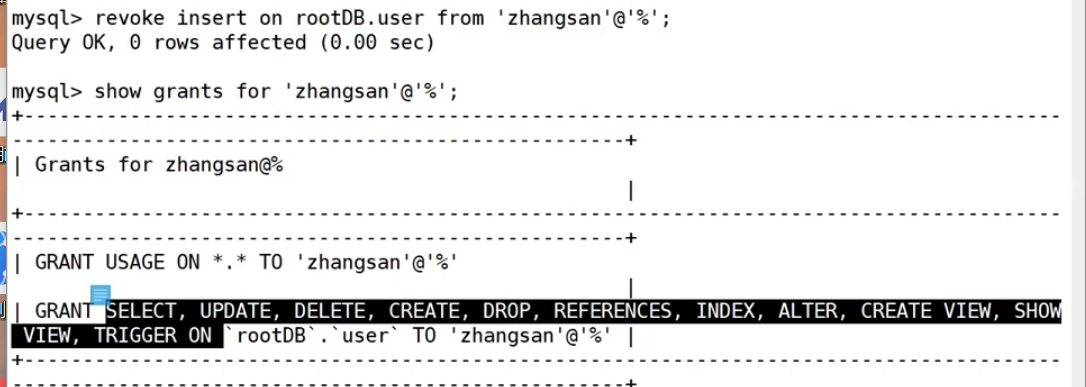 mysql> revoke insert on rootDB.user from 'zhangsan'@'%';
Query OK, 0 rows affected (0.00 sec)
mysql> show grants for 'zhangsan'@'%';
+-----------------------------------------------------------------------------------------
----------------------------------------------------+
| Grants for zhangsan@%
|
+-----------------------------------------------------------------------------------------
----------------------------------------------------+
| GRANT USAGE ON *.* TO 'zhangsan'@'%'
|
| GRANT SELECT, UPDATE, DELETE, CREATE, DROP, REFERENCES, INDEX, ALTER, CREATE VIEW, SHOW
VIEW, TRIGGER ON `rootDB`.`user` TO 'zhangsan'@'%' |
+-----------------------------------------------------------------------------------------
----------------------------------------------------+